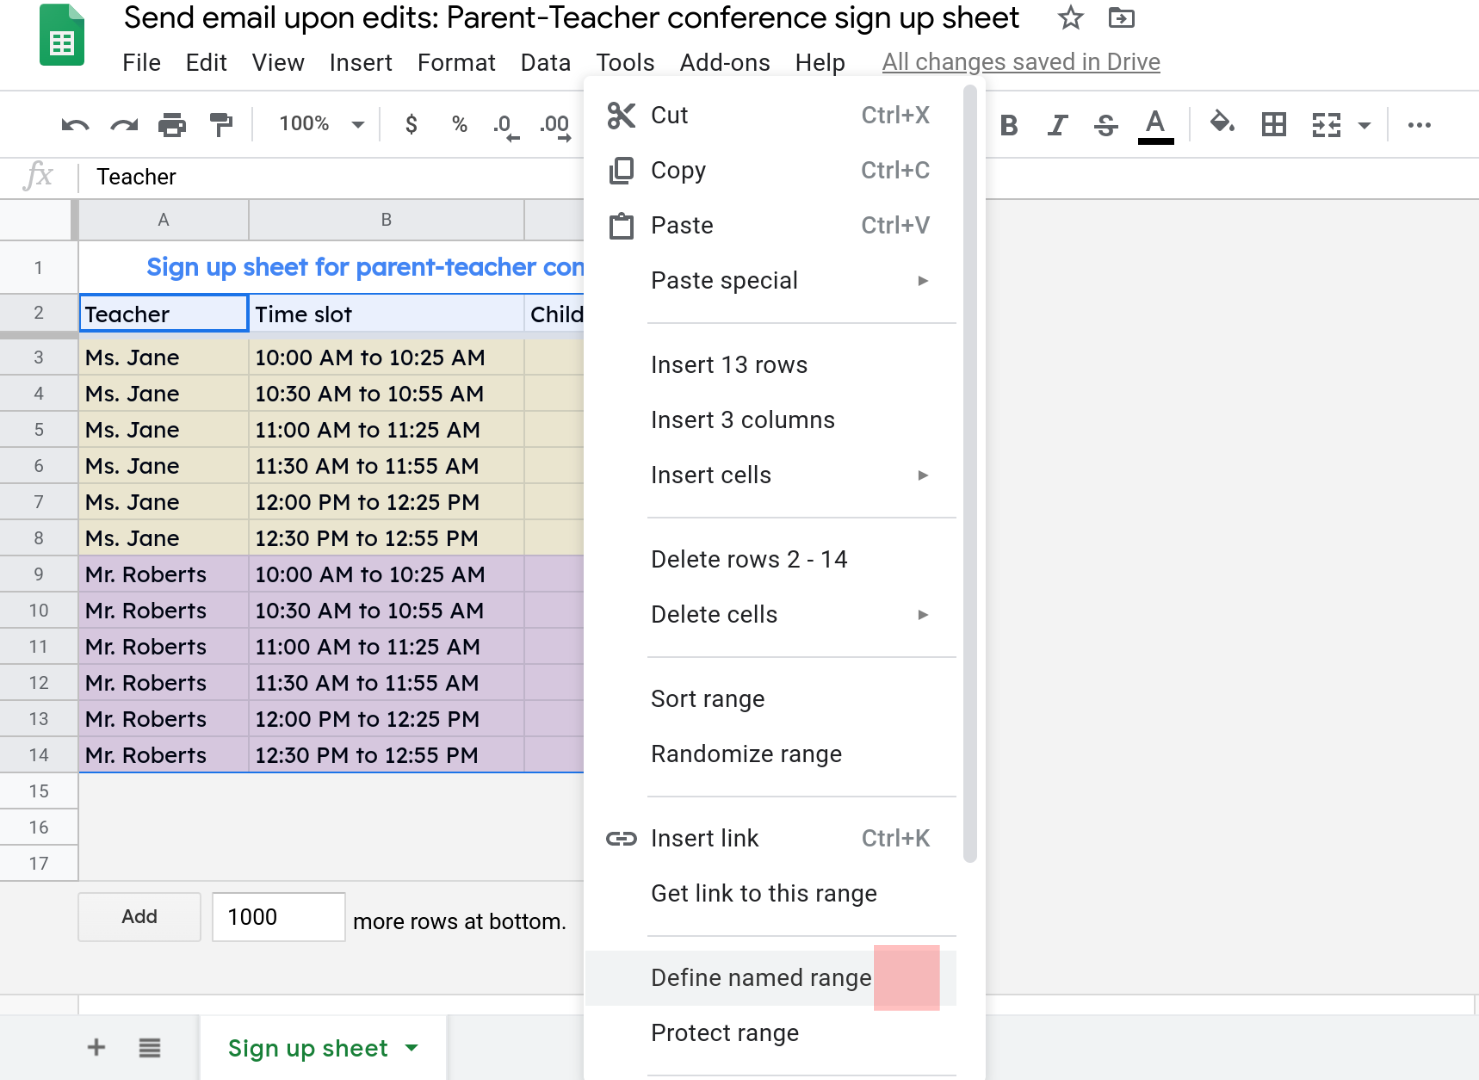 Send email upon edits: Parent-Teacher conference sign up sheet
File Edit View Insert Format Data Tools Add-ons Help All changes saved in Drive
100% $ % .0 .00 B I S A
fx Teacher
A B
1 Sign up sheet for parent-teacher con
2 Teacher Time slot Child
3 Ms. Jane 10:00 AM to 10:25 AM
4 Ms. Jane 10:30 AM to 10:55 AM
5 Ms. Jane 11:00 AM to 11:25 AM
6 Ms. Jane 11:30 AM to 11:55 AM
7 Ms. Jane 12:00 PM to 12:25 PM
8 Ms. Jane 12:30 PM to 12:55 PM
9 Mr. Roberts 10:00 AM to 10:25 AM
10 Mr. Roberts 10:30 AM to 10:55 AM
11 Mr. Roberts 11:00 AM to 11:25 AM
12 Mr. Roberts 11:30 AM to 11:55 AM
13 Mr. Roberts 12:00 PM to 12:25 PM
14 Mr. Roberts 12:30 PM to 12:55 PM
15
16
17
Add 1000 more rows at bottom.
Sign up sheet
Cut Ctrl+X
Copy Ctrl+C
Paste Ctrl+V
Paste special
Insert 13 rows
Insert 3 columns
Insert cells
Delete rows 2 - 14
Delete cells
Sort range
Randomize range
Insert link Ctrl+K
Get link to this range
Define named range
Protect range